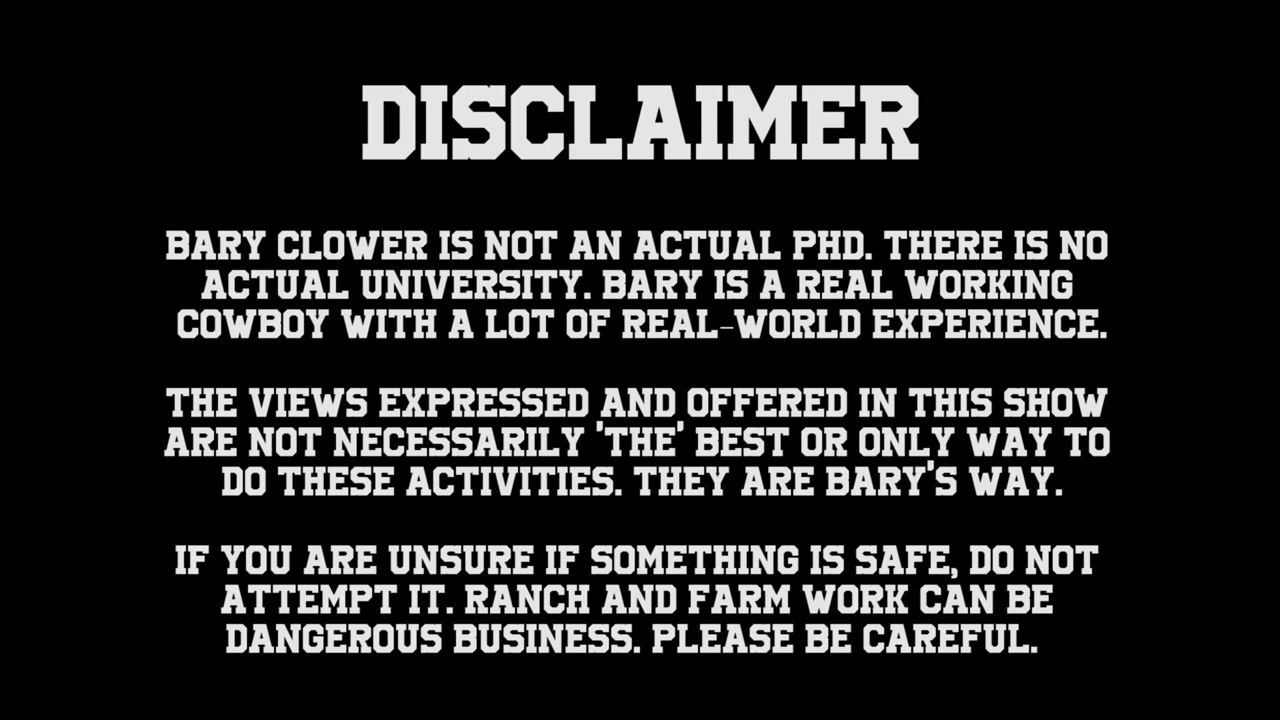 DISCLAIMER
BARY CLOWER IS NOT AN ACTUAL PHD. THERE IS NO
ACTUAL UNIVERSITY. BARY IS A REAL WORKING
COWBOY WITH A LOT OF REAL-WORLD EXPERIENCE.
THE VIEWS EXPRESSED AND OFFERED IN THIS SHOW
ARE NOT NECESSARILY 'THE' BEST OR ONLY WAY TO
DO THESE ACTIVITIES. THEY ARE BARY'S WAY.
IF YOU ARE UNSURE IF SOMETHING IS SAFE, DO NOT
ATTEMPT IT. RANCH AND FARM WORK CAN BE
DANGEROUS BUSINESS. PLEASE BE CAREFUL.